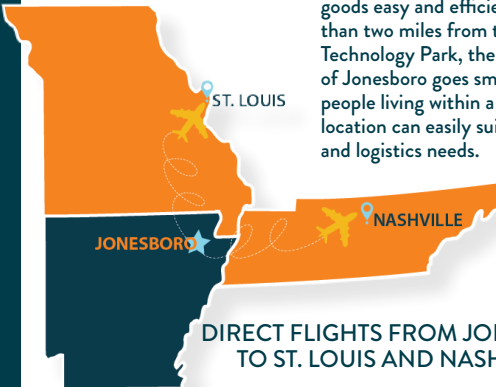 goods easy and efficie
than two miles from t
Technology Park, the
of Jonesboro goes sm
people living within a
location can easily sui
and logistics needs.
ST. LOUIS
NASHVILLE
JONESBORO
DIRECT FLIGHTS FROM JO
TO ST. LOUIS AND NASH